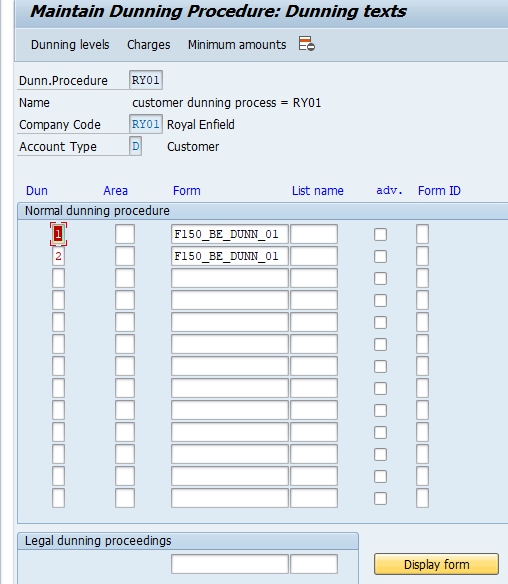 Maintain Dunning Procedure: Dunning texts
Dunning levels Charges Minimum amounts
Dunn.Procedure RY01
Name customer dunning process = RY01
Company Code RY01 Royal Enfield
Account Type D Customer
Dun Area Form List name adv. Form ID
Normal dunning procedure
1 F150_BE_DUNN_01
2 F150_BE_DUNN_01
Legal dunning proceedings
Display form